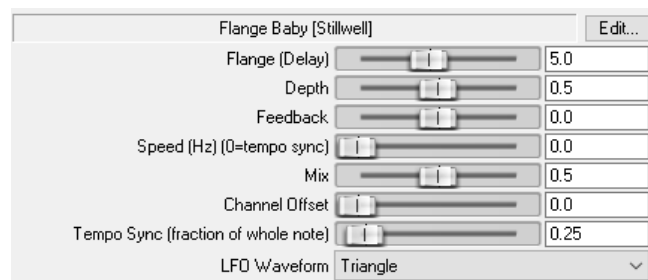 Flange Baby [Stillwell] Edit...
Flange (Delay) 5.0
Depth 0.5
Feedback 0.0
Speed (Hz) (0=tempo sync) 0.0
Mix 0.5
Channel Offset 0.0
Tempo Sync (fraction of whole note) 0.25
LFO Waveform Triangle